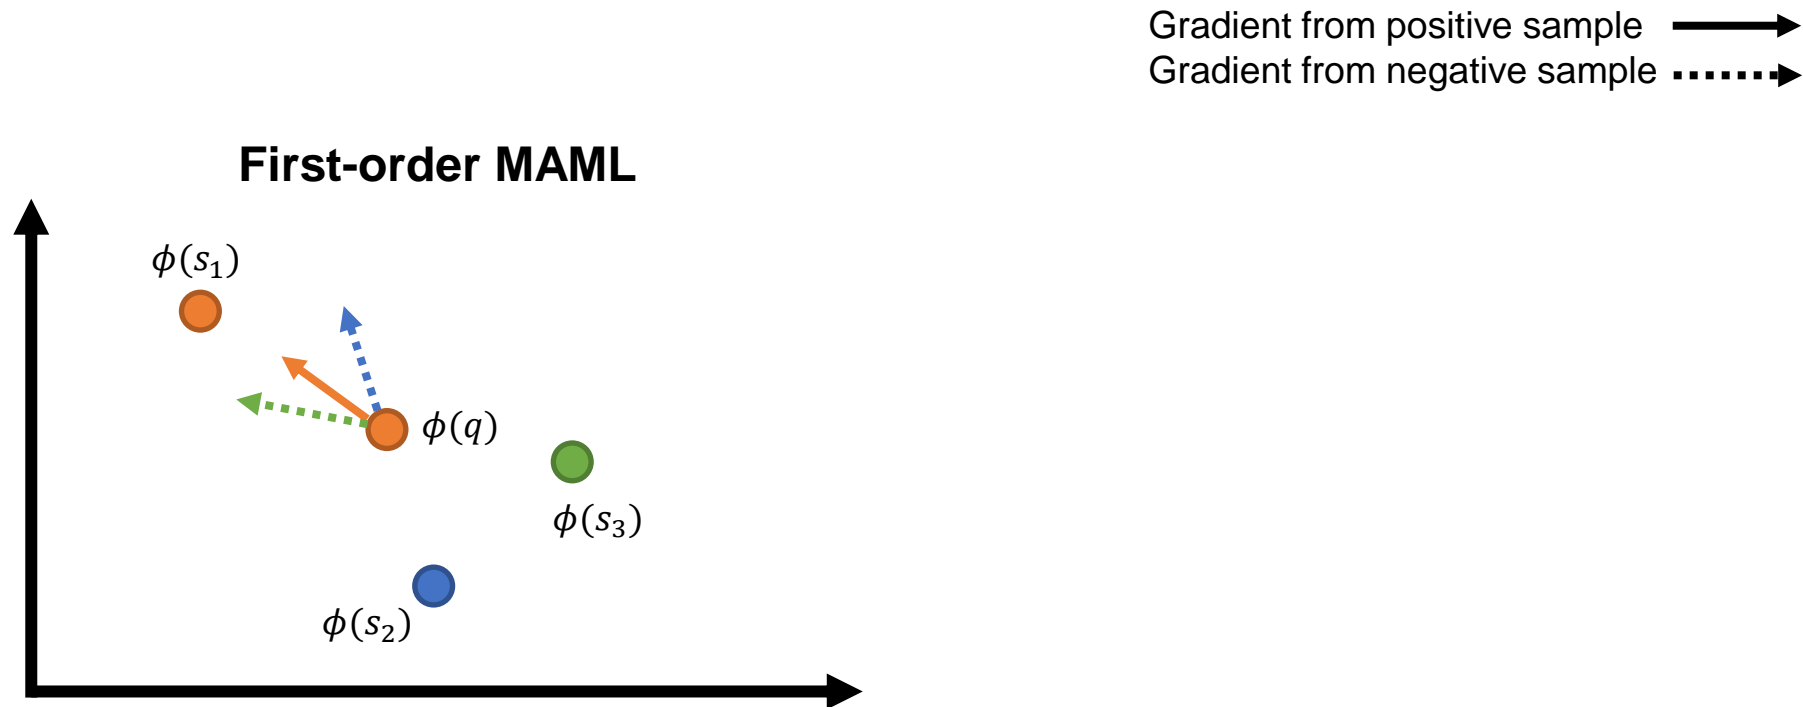 Gradient from positive sample
Gradient from negative sample
First-order MAML
𝜙(𝑠₁)
𝜙(𝑞)
𝜙(𝑠₃)
𝜙(𝑠₂)